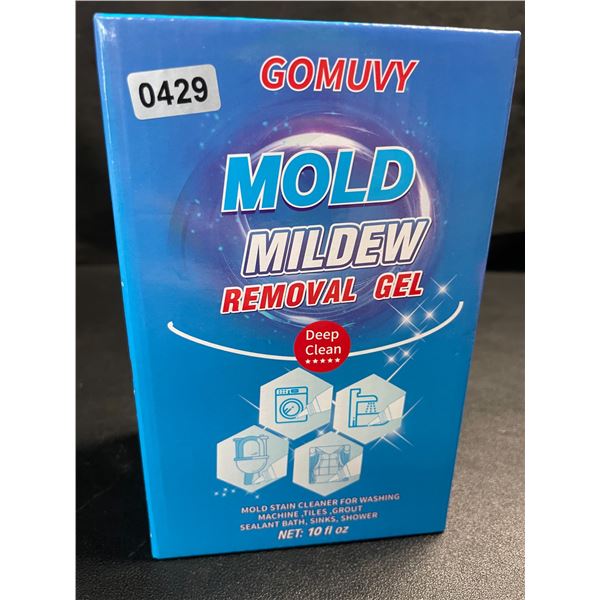 0429
GOMUVY
MOLD
MILDEW
REMOVAL GEL
Deep
Clean
MOLD STAIN CLEANER FOR WASHING
MACHINE ,TILES ,GROUT
SEALANT BATH, SINKS, SHOWER
NET: 10 fl oz